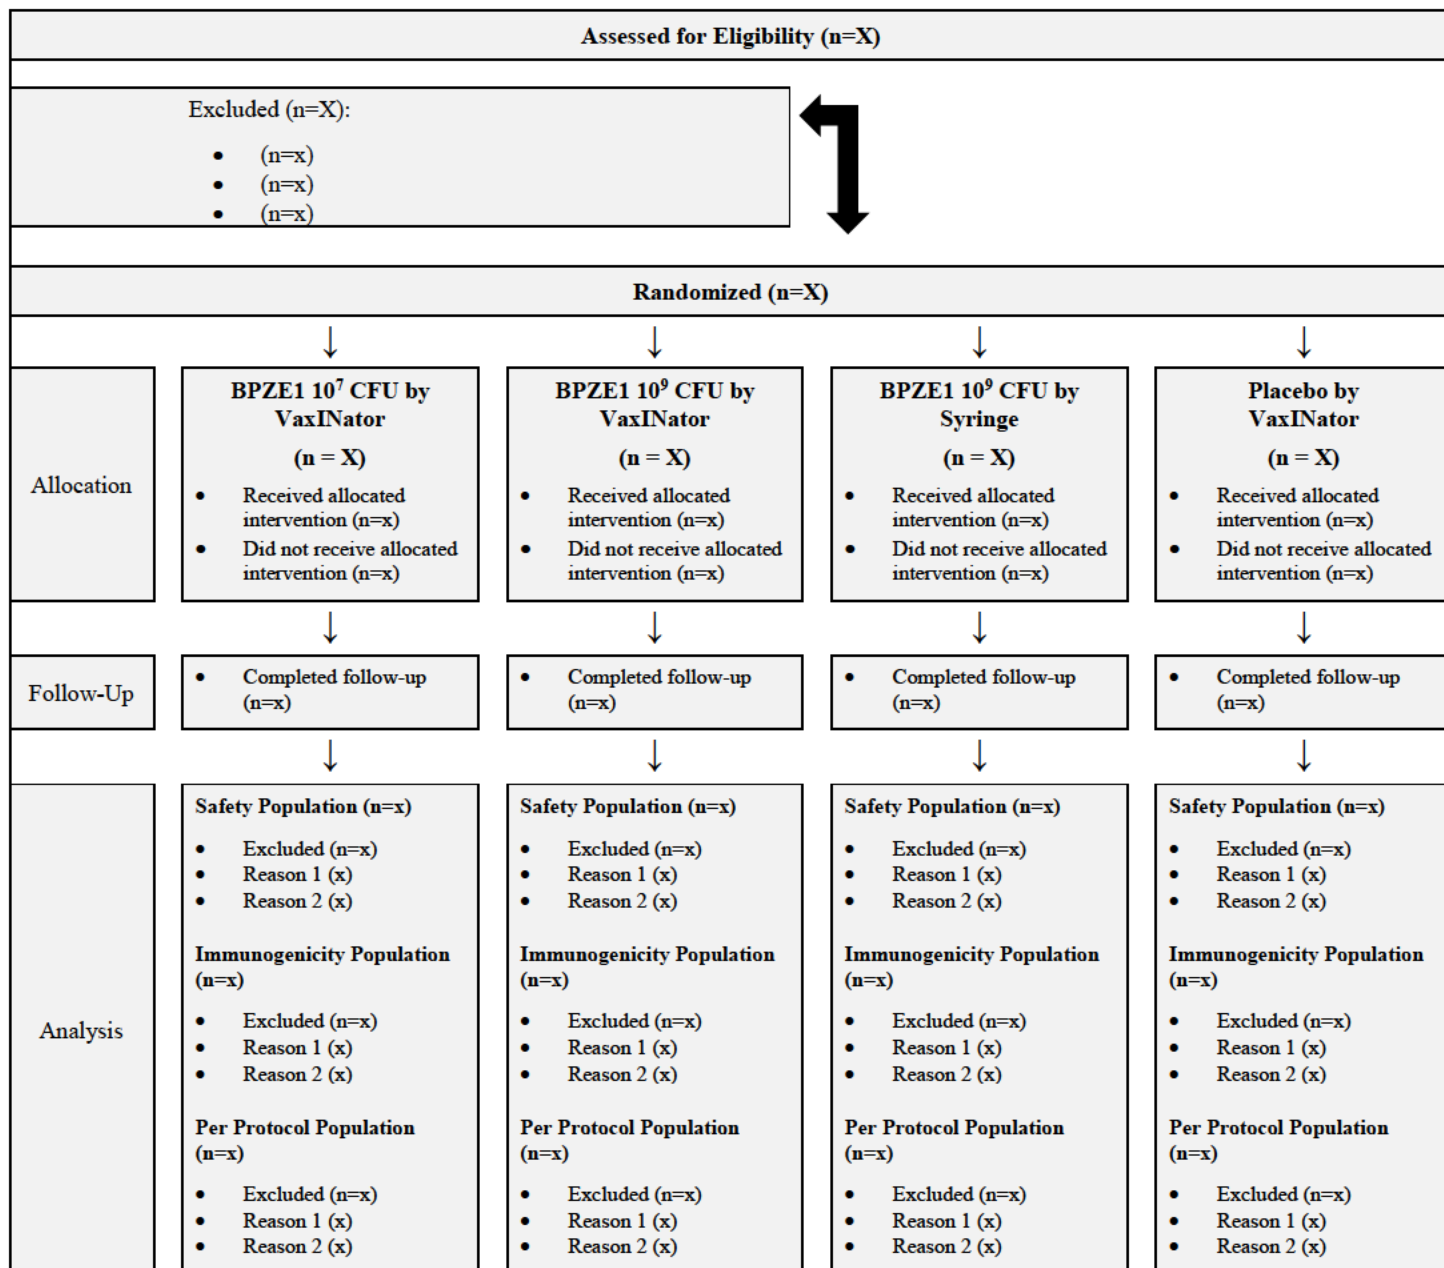 Assessed for Eligibility (n=X)
Excluded (n=X):
• (n=x)
• (n=x)
• (n=x)
Randomized (n=X)
↓ ↓ ↓ ↓
Allocation
BPZE1 10⁷ CFU by
VaxINator
(n = X)
• Received allocated
intervention (n=x)
• Did not receive allocated
intervention (n=x)
BPZE1 10⁹ CFU by
VaxINator
(n = X)
• Received allocated
intervention (n=x)
• Did not receive allocated
intervention (n=x)
BPZE1 10⁹ CFU by
Syringe
(n = X)
• Received allocated
intervention (n=x)
• Did not receive allocated
intervention (n=x)
Placebo by
VaxINator
(n = X)
• Received allocated
intervention (n=x)
• Did not receive allocated
intervention (n=x)
↓ ↓ ↓ ↓
Follow-Up
• Completed follow-up
(n=x)
• Completed follow-up
(n=x)
• Completed follow-up
(n=x)
• Completed follow-up
(n=x)
↓ ↓ ↓ ↓
Analysis
Safety Population (n=x)
• Excluded (n=x)
• Reason 1 (x)
• Reason 2 (x)
Immunogenicity Population
(n=x)
• Excluded (n=x)
• Reason 1 (x)
• Reason 2 (x)
Per Protocol Population
(n=x)
• Excluded (n=x)
• Reason 1 (x)
• Reason 2 (x)
Safety Population (n=x)
• Excluded (n=x)
• Reason 1 (x)
• Reason 2 (x)
Immunogenicity Population
(n=x)
• Excluded (n=x)
• Reason 1 (x)
• Reason 2 (x)
Per Protocol Population
(n=x)
• Excluded (n=x)
• Reason 1 (x)
• Reason 2 (x)
Safety Population (n=x)
• Excluded (n=x)
• Reason 1 (x)
• Reason 2 (x)
Immunogenicity Population
(n=x)
• Excluded (n=x)
• Reason 1 (x)
• Reason 2 (x)
Per Protocol Population
(n=x)
• Excluded (n=x)
• Reason 1 (x)
• Reason 2 (x)
Safety Population (n=x)
• Excluded (n=x)
• Reason 1 (x)
• Reason 2 (x)
Immunogenicity Population
(n=x)
• Excluded (n=x)
• Reason 1 (x)
• Reason 2 (x)
Per Protocol Population
(n=x)
• Excluded (n=x)
• Reason 1 (x)
• Reason 2 (x)